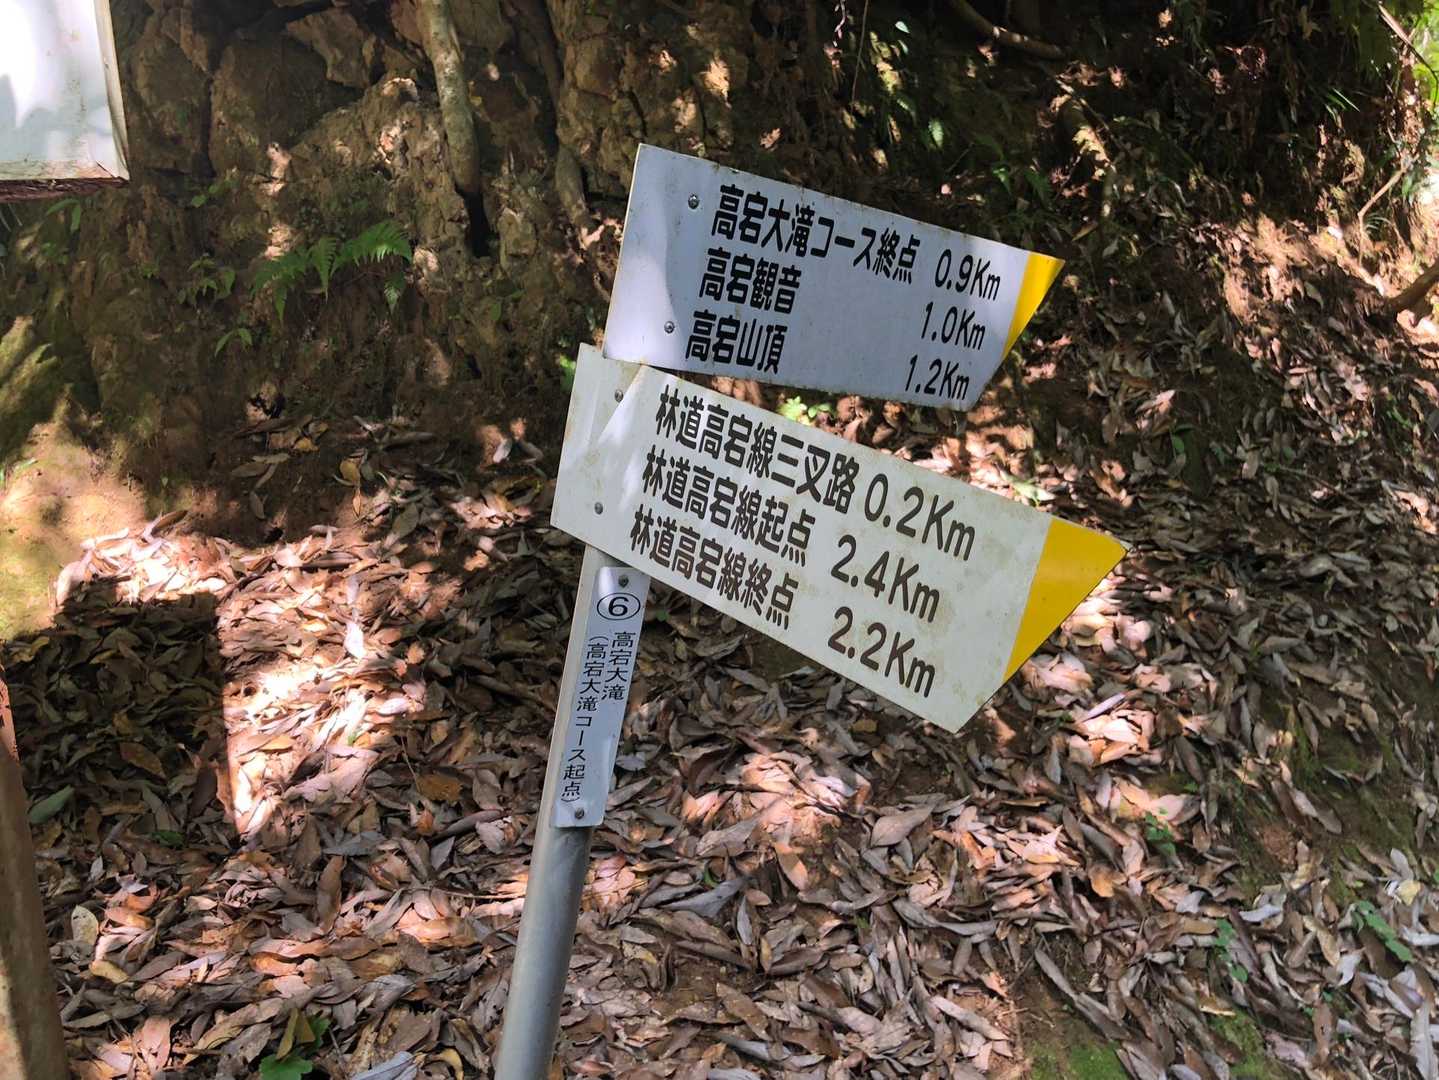 高宕大滝コース終点 0.9Km
高宕観音 1.0Km
高宕山頂 1.2Km
林道高宕線三叉路 0.2Km
林道高宕線起点 2.4Km
林道高宕線終点 2.2Km
⑥
高宕大滝
（高宕大滝コース起点）